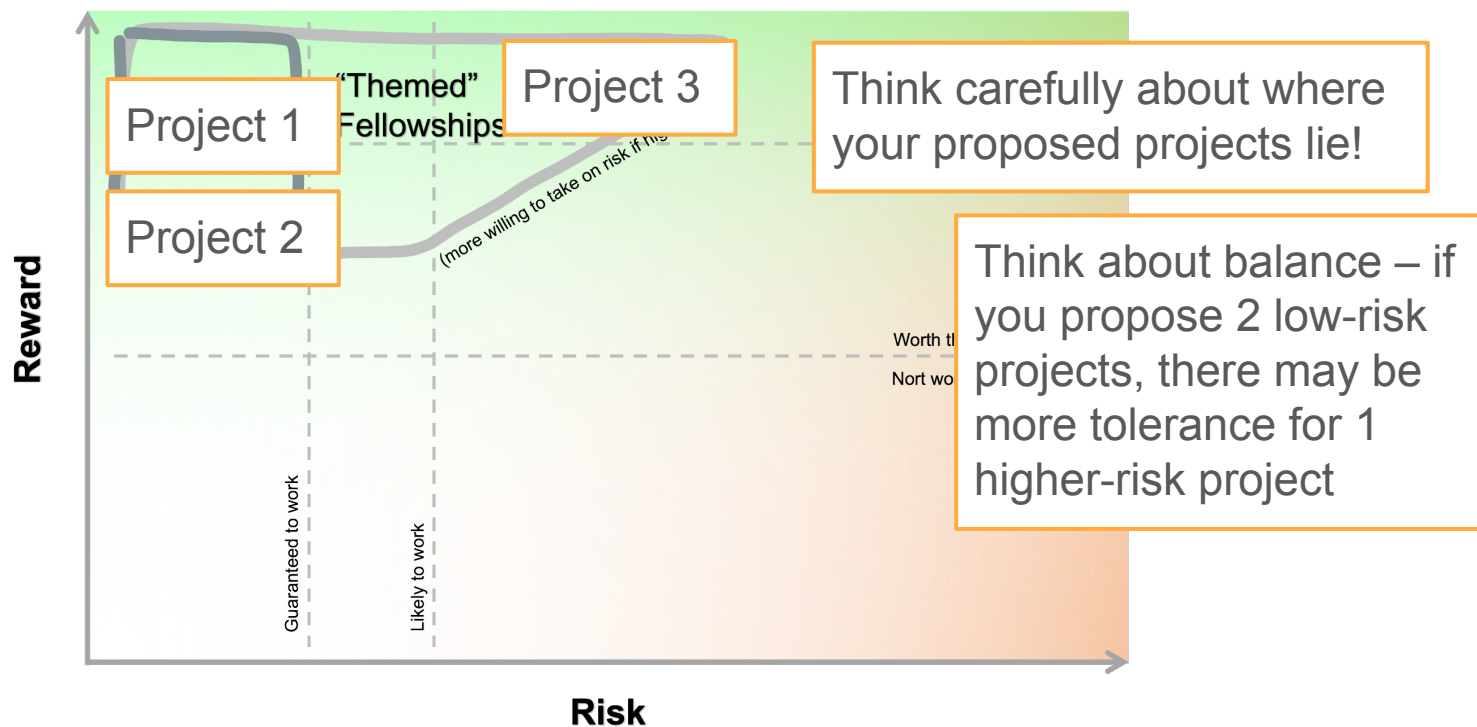 "Themed"
Fellowships
Project 1
Project 2
Project 3
(more willing to take on risk if
Think carefully about where
your proposed projects lie!
Think about balance – if
you propose 2 low-risk
projects, there may be
more tolerance for 1
higher-risk project
Worth
Nort
Guaranteed to work
Likely to work
Reward
Risk